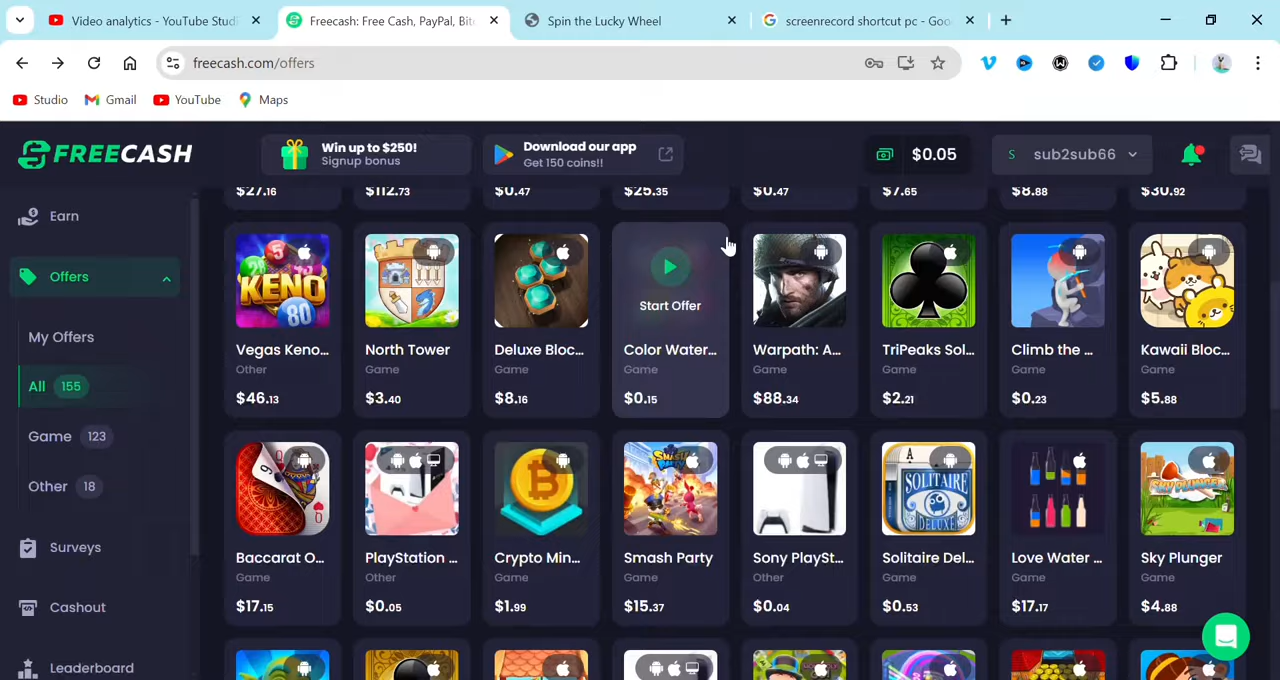 Video analytics - YouTube Studi
Freecash: Free Cash, PayPal, Bit
Spin the Lucky Wheel
screenrecord shortcut pc - Goo
freecash.com/offers
Studio
Gmail
YouTube
Maps
FREECASH
Win up to $250!
Signup bonus
Download our app
Get 150 coins!!
$0.05
S
sub2sub66
$27.16
$112.73
$0.47
$25.35
$0.47
$7.65
$8.88
$30.92
Earn
Offers
My Offers
All 155
Game 123
Other 18
Surveys
Cashout
Leaderboard
KENO
80
Start Offer
Vegas Keno...
North Tower
Deluxe Bloc...
Color Water...
Warpath: A...
TriPeaks Sol...
Climb the ...
Kawaii Bloc...
Other
Game
Game
Game
Game
Game
Game
Game
$46.13
$3.40
$8.16
$0.15
$88.34
$2.21
$0.23
$5.88
SMASH PARTY
SOLITAIRE
DELUXE
SKY PLUNGER
Baccarat O...
PlayStation ...
Crypto Min...
Smash Party
Sony PlaySt...
Solitaire Del...
Love Water ...
Sky Plunger
Game
Other
Game
Game
Other
Game
Game
Game
$17.15
$0.05
$1.99
$15.37
$0.04
$0.53
$17.17
$4.88